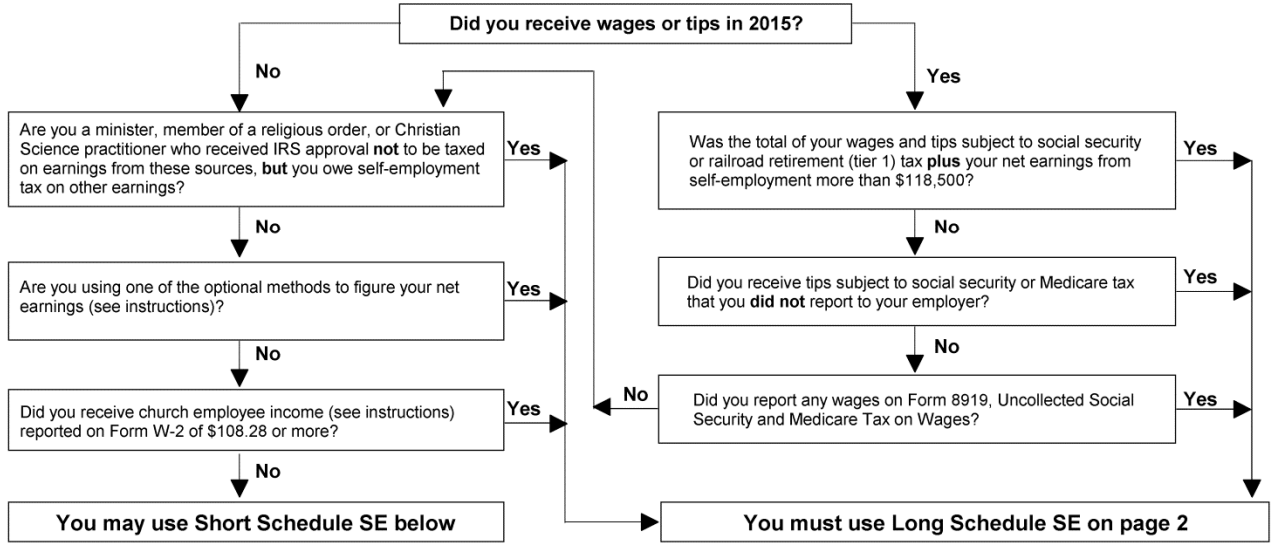 Did you receive wages or tips in 2015?
No
Yes
Are you a minister, member of a religious order, or Christian
Science practitioner who received IRS approval not to be taxed
on earnings from these sources, but you owe self-employment
tax on other earnings?
Yes
Was the total of your wages and tips subject to social security
or railroad retirement (tier 1) tax plus your net earnings from
self-employment more than $118,500?
Yes
No
No
Are you using one of the optional methods to figure your net
earnings (see instructions)?
Yes
Did you receive tips subject to social security or Medicare tax
that you did not report to your employer?
Yes
No
No
Did you receive church employee income (see instructions)
reported on Form W-2 of $108.28 or more?
Yes
No
Did you report any wages on Form 8919, Uncollected Social
Security and Medicare Tax on Wages?
Yes
No
You may use Short Schedule SE below
You must use Long Schedule SE on page 2